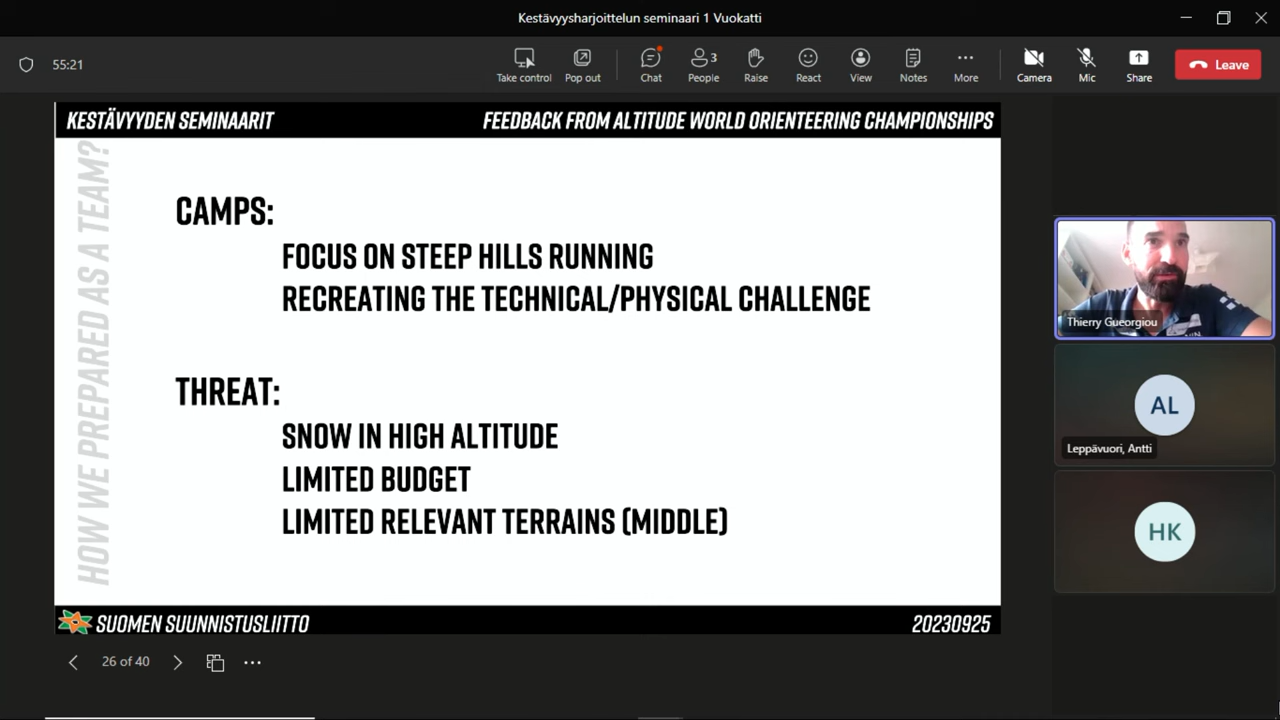 Kestävyysharjoittelun seminaari 1 Vuokatti
55:21
Take control
Pop out
Chat
3
People
Raise
React
View
Notes
More
Camera
Mic
Share
Leave
KESTÄVYYDEN SEMINAARIT
FEEDBACK FROM ALTITUDE WORLD ORIENTEERING CHAMPIONSHIPS
HOW WE PREPARED AS A TEAM?
CAMPS:
FOCUS ON STEEP HILLS RUNNING
RECREATING THE TECHNICAL/PHYSICAL CHALLENGE
THREAT:
SNOW IN HIGH ALTITUDE
LIMITED BUDGET
LIMITED RELEVANT TERRAINS (MIDDLE)
SUOMEN SUUNNISTUSLIITTO
20230925
26 of 40
Thierry Gueorgiou
AL
Leppävuori, Antti
HK